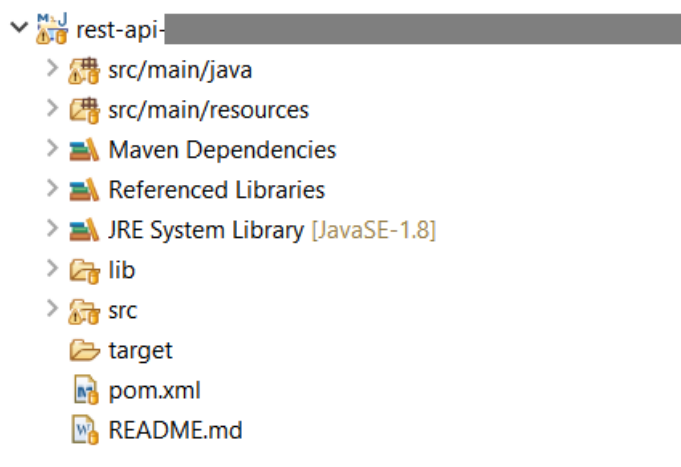 rest-api-
src/main/java
src/main/resources
Maven Dependencies
Referenced Libraries
JRE System Library [JavaSE-1.8]
lib
src
target
pom.xml
README.md